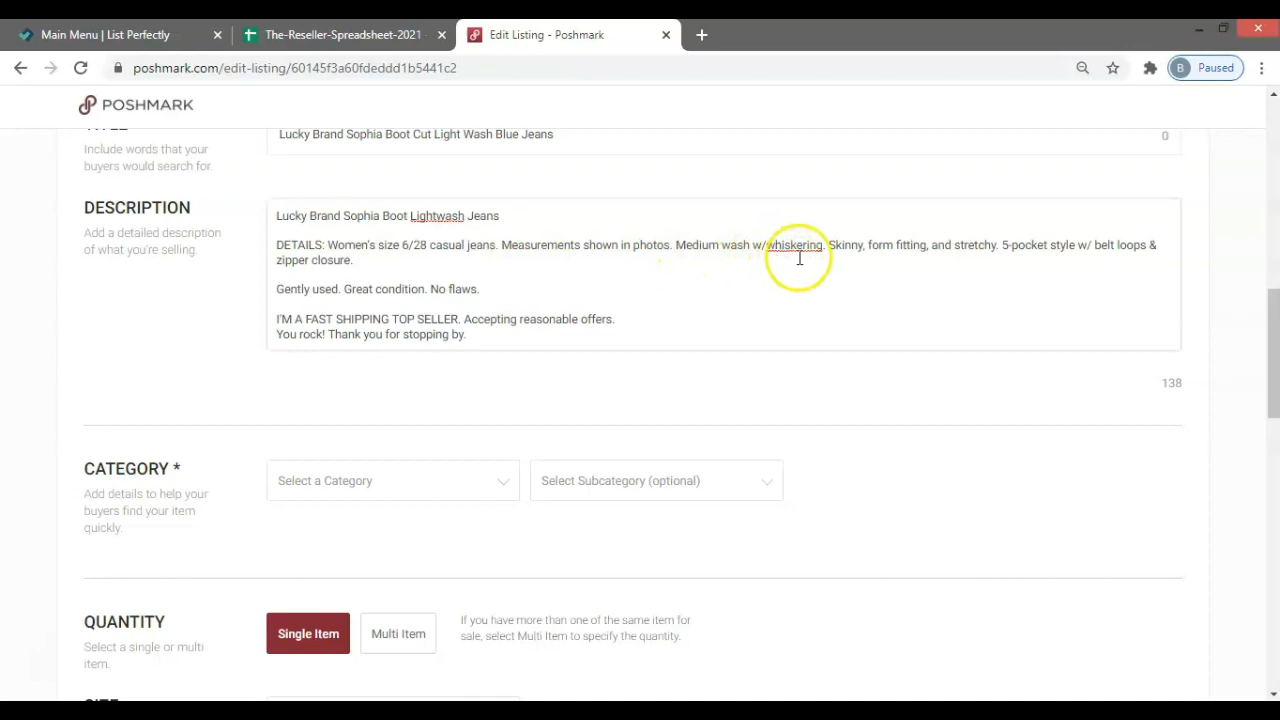 Main Menu | List Perfectly
The-Reseller-Spreadsheet-2021 -
Edit Listing - Poshmark
poshmark.com/edit-listing/60145f3a60fdeddd1b5441c2
B Paused
POSHMARK
TITLE
Include words that your
buyers would search for.
Lucky Brand Sophia Boot Cut Light Wash Blue Jeans
0
DESCRIPTION
Add a detailed description
of what you're selling.
Lucky Brand Sophia Boot Lightwash Jeans
DETAILS: Women's size 6/28 casual jeans. Measurements shown in photos. Medium wash w/whiskering. Skinny, form fitting, and stretchy. 5-pocket style w/ belt loops &
zipper closure.
Gently used. Great condition. No flaws.
I'M A FAST SHIPPING TOP SELLER. Accepting reasonable offers.
You rock! Thank you for stopping by.
138
CATEGORY *
Add details to help your
buyers find your item
quickly.
Select a Category
Select Subcategory (optional)
QUANTITY
Select a single or multi
item.
Single Item
Multi Item
If you have more than one of the same item for
sale, select Multi Item to specify the quantity.
SIZE